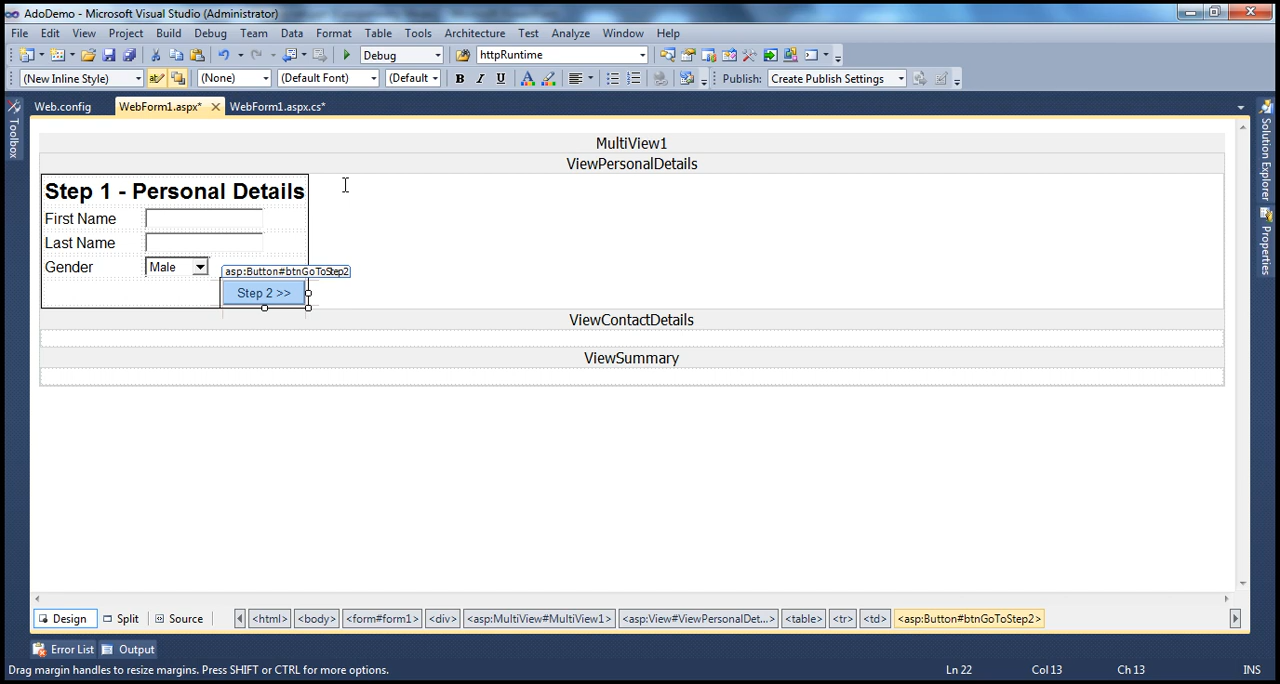 AdoDemo - Microsoft Visual Studio (Administrator)
File Edit View Project Build Debug Team Data Format Table Tools Architecture Test Analyze Window Help
Debug httpRuntime
(New Inline Style) (None) (Default Font) (Default B I U A Publish: Create Publish Settings
Web.config WebForm1.aspx* WebForm1.aspx.cs*
Toolbox
Solution Explorer
Properties
MultiView1
ViewPersonalDetails
Step 1 - Personal Details
First Name
Last Name
Gender Male
asp:Button#btnGoToStep2
Step 2 >>
ViewContactDetails
ViewSummary
Design Split Source <html> <body> <form#form1> <div> <asp:MultiView#MultiView1> <asp:View#ViewPersonalDet...> <table> <tr> <td> <asp:Button#btnGoToStep2>
Error List Output
Drag margin handles to resize margins. Press SHIFT or CTRL for more options. Ln 22 Col 13 Ch 13 INS